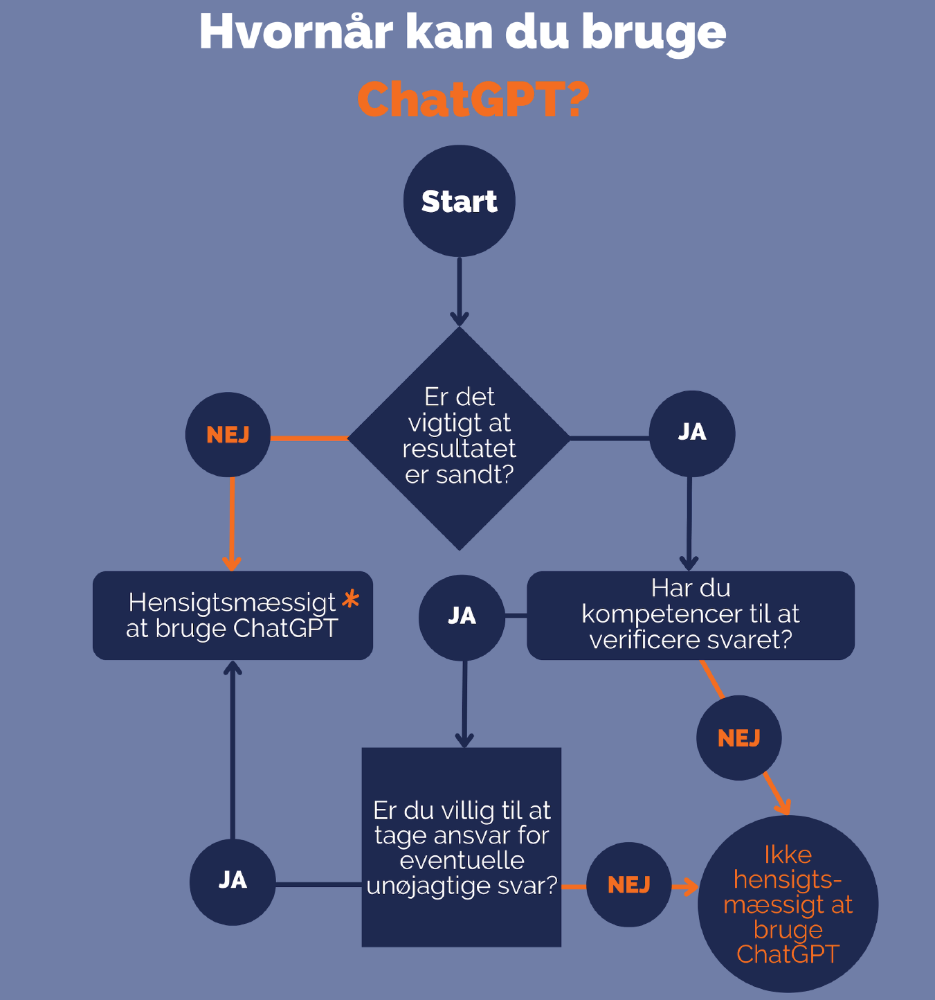 Hvornår kan du bruge
ChatGPT?
Start
Er det
vigtigt at
resultatet
er sandt?
NEJ
JA
Hensigtsmæssigt *
at bruge ChatGPT
JA
Har du
kompetencer til at
verificere svaret?
NEJ
Er du villig til at
tage ansvar for
eventuelle
unøjagtige svar?
JA
NEJ
Ikke
hensigts-
mæssigt at
bruge
ChatGPT